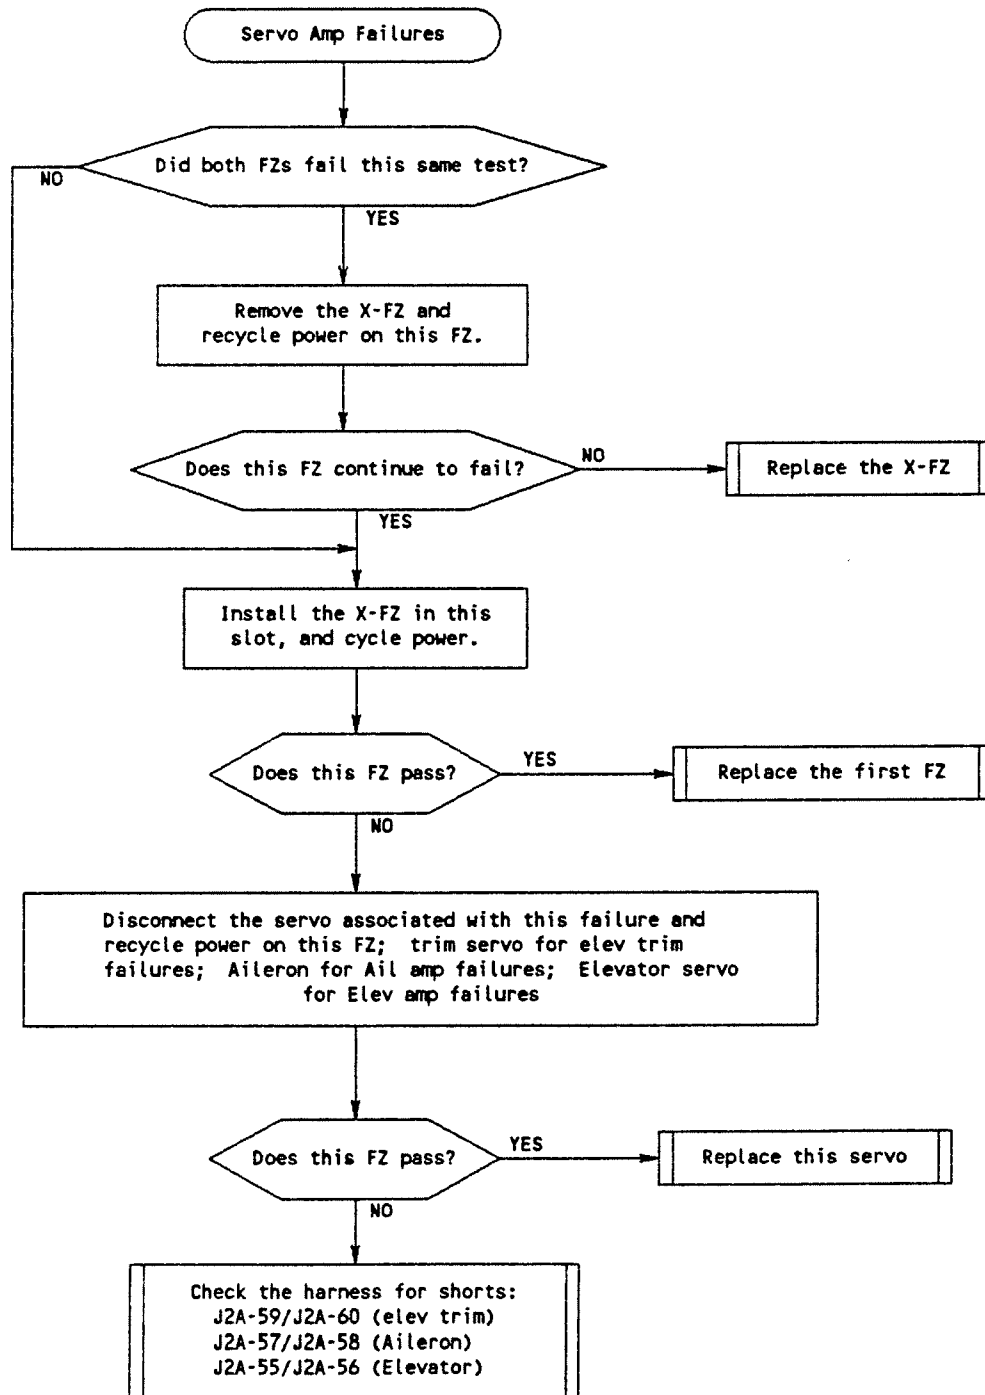 Servo Amp Failures
Did both FZs fail this same test?
NO
YES
Remove the X-FZ and
recycle power on this FZ.
Does this FZ continue to fail?
NO
Replace the X-FZ
YES
Install the X-FZ in this
slot, and cycle power.
Does this FZ pass?
YES
Replace the first FZ
NO
Disconnect the servo associated with this failure and
recycle power on this FZ; trim servo for elev trim
failures; Aileron for Ail amp failures; Elevator servo
for Elev amp failures
Does this FZ pass?
YES
Replace this servo
NO
Check the harness for shorts:
J2A-59/J2A-60 (elev trim)
J2A-57/J2A-58 (Aileron)
J2A-55/J2A-56 (Elevator)